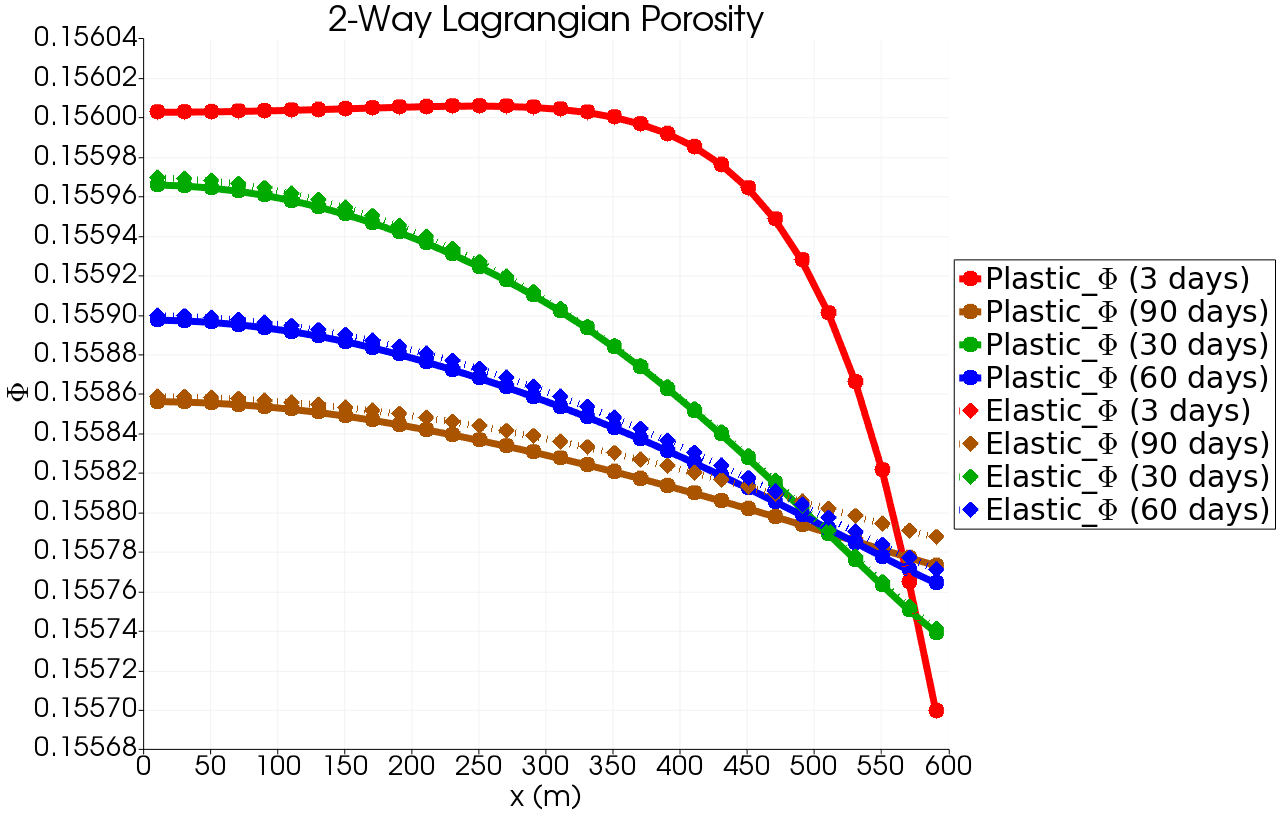 2-Way Lagrangian Porosity
0.15604
0.15602
0.15600
0.15598
0.15596
0.15594
0.15592
0.15590
0.15588
0.15586
0.15584
0.15582
0.15580
0.15578
0.15576
0.15574
0.15572
0.15570
0.15568
Φ
0 50 100 150 200 250 300 350 400 450 500 550 600
x (m)
Plastic_Φ (3 days)
Plastic_Φ (90 days)
Plastic_Φ (30 days)
Plastic_Φ (60 days)
Elastic_Φ (3 days)
Elastic_Φ (90 days)
Elastic_Φ (30 days)
Elastic_Φ (60 days)